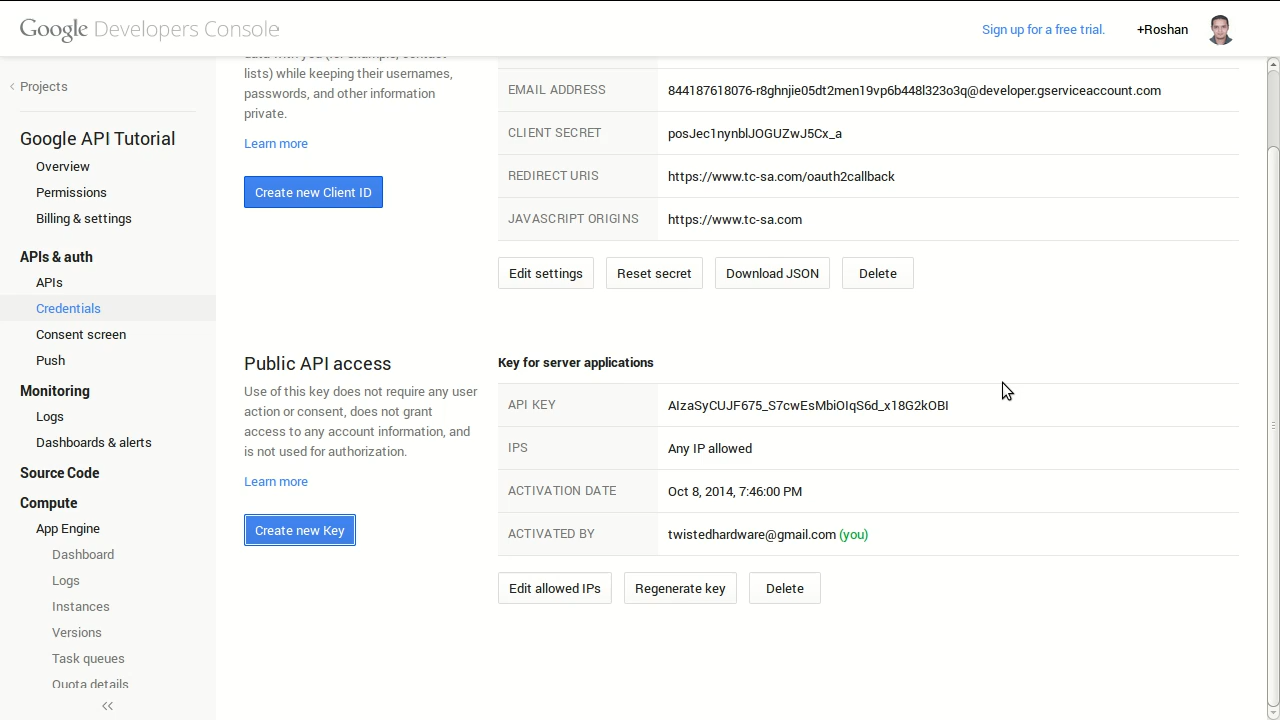 Google Developers Console
Sign up for a free trial.
+Roshan
Projects
Google API Tutorial
Overview
Permissions
Billing & settings
APIs & auth
APIs
Credentials
Consent screen
Push
Monitoring
Logs
Dashboards & alerts
Source Code
Compute
App Engine
Dashboard
Logs
Instances
Versions
Task queues
Quota details
lists) while keeping their usernames,
passwords, and other information
private.
Learn more
Create new Client ID
EMAIL ADDRESS 844187618076-r8ghnjie05dt2men19vp6b448l323o3q@developer.gserviceaccount.com
CLIENT SECRET posJec1nynblJOGUZwJ5Cx_a
REDIRECT URIS https://www.tc-sa.com/oauth2callback
JAVASCRIPT ORIGINS https://www.tc-sa.com
Edit settings Reset secret Download JSON Delete
Public API access
Use of this key does not require any user
action or consent, does not grant
access to any account information, and
is not used for authorization.
Learn more
Create new Key
Key for server applications
API KEY AIzaSyCUJF675_S7cwEsMbiOIqS6d_x18G2kOBI
IPS Any IP allowed
ACTIVATION DATE Oct 8, 2014, 7:46:00 PM
ACTIVATED BY twistedhardware@gmail.com (you)
Edit allowed IPs Regenerate key Delete